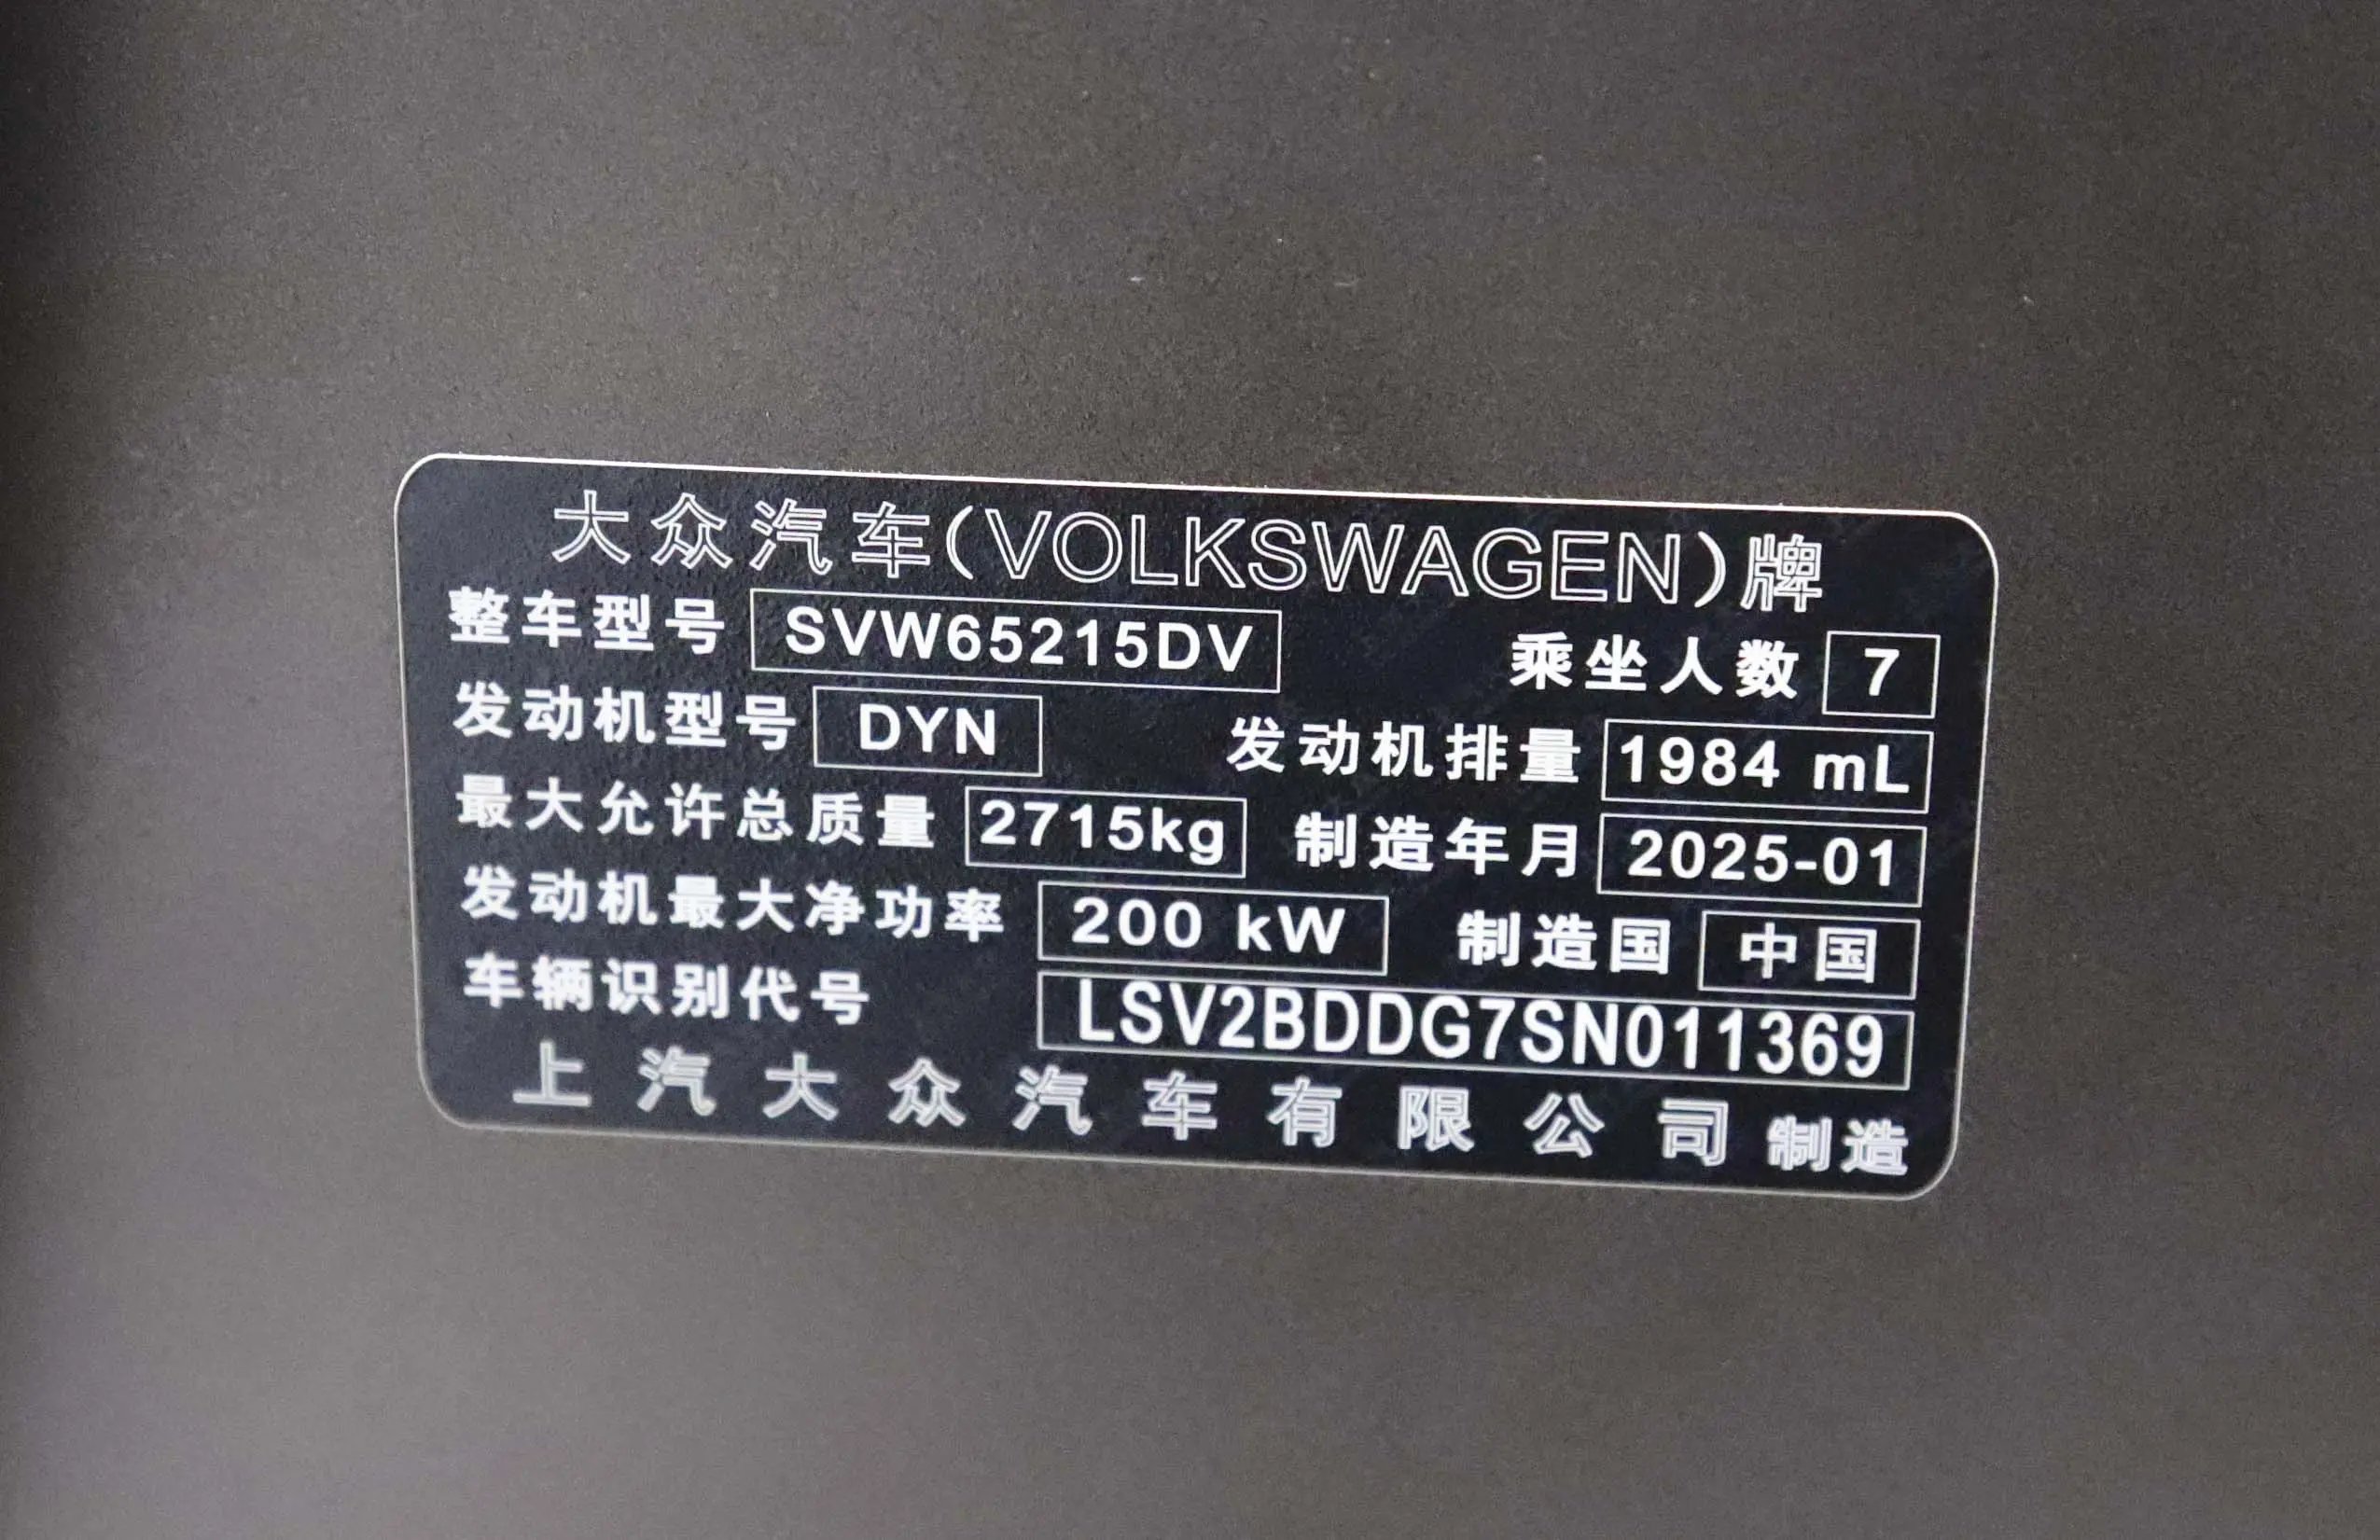 大众汽车(VOLKSWAGEN)牌
整车型号 SVW65215DV 乘坐人数 7
发动机型号 DYN 发动机排量 1984 mL
最大允许总质量 2715kg 制造年月 2025-01
发动机最大净功率 200 kW 制造国 中国
车辆识别代号 LSV2BDDG7SN011369
上汽大众汽车有限公司制造